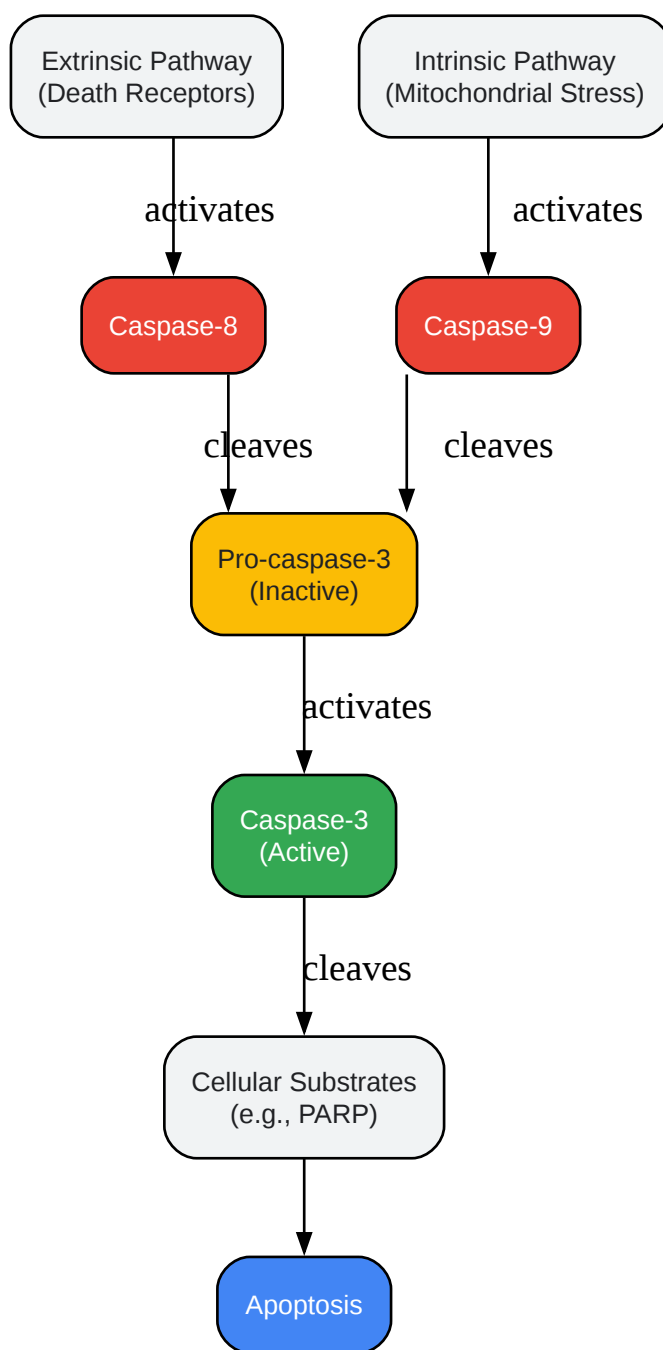 Extrinsic Pathway
(Death Receptors)
Intrinsic Pathway
(Mitochondrial Stress)
activates
activates
Caspase-8
Caspase-9
cleaves
cleaves
Pro-caspase-3
(Inactive)
activates
Caspase-3
(Active)
cleaves
Cellular Substrates
(e.g., PARP)
Apoptosis